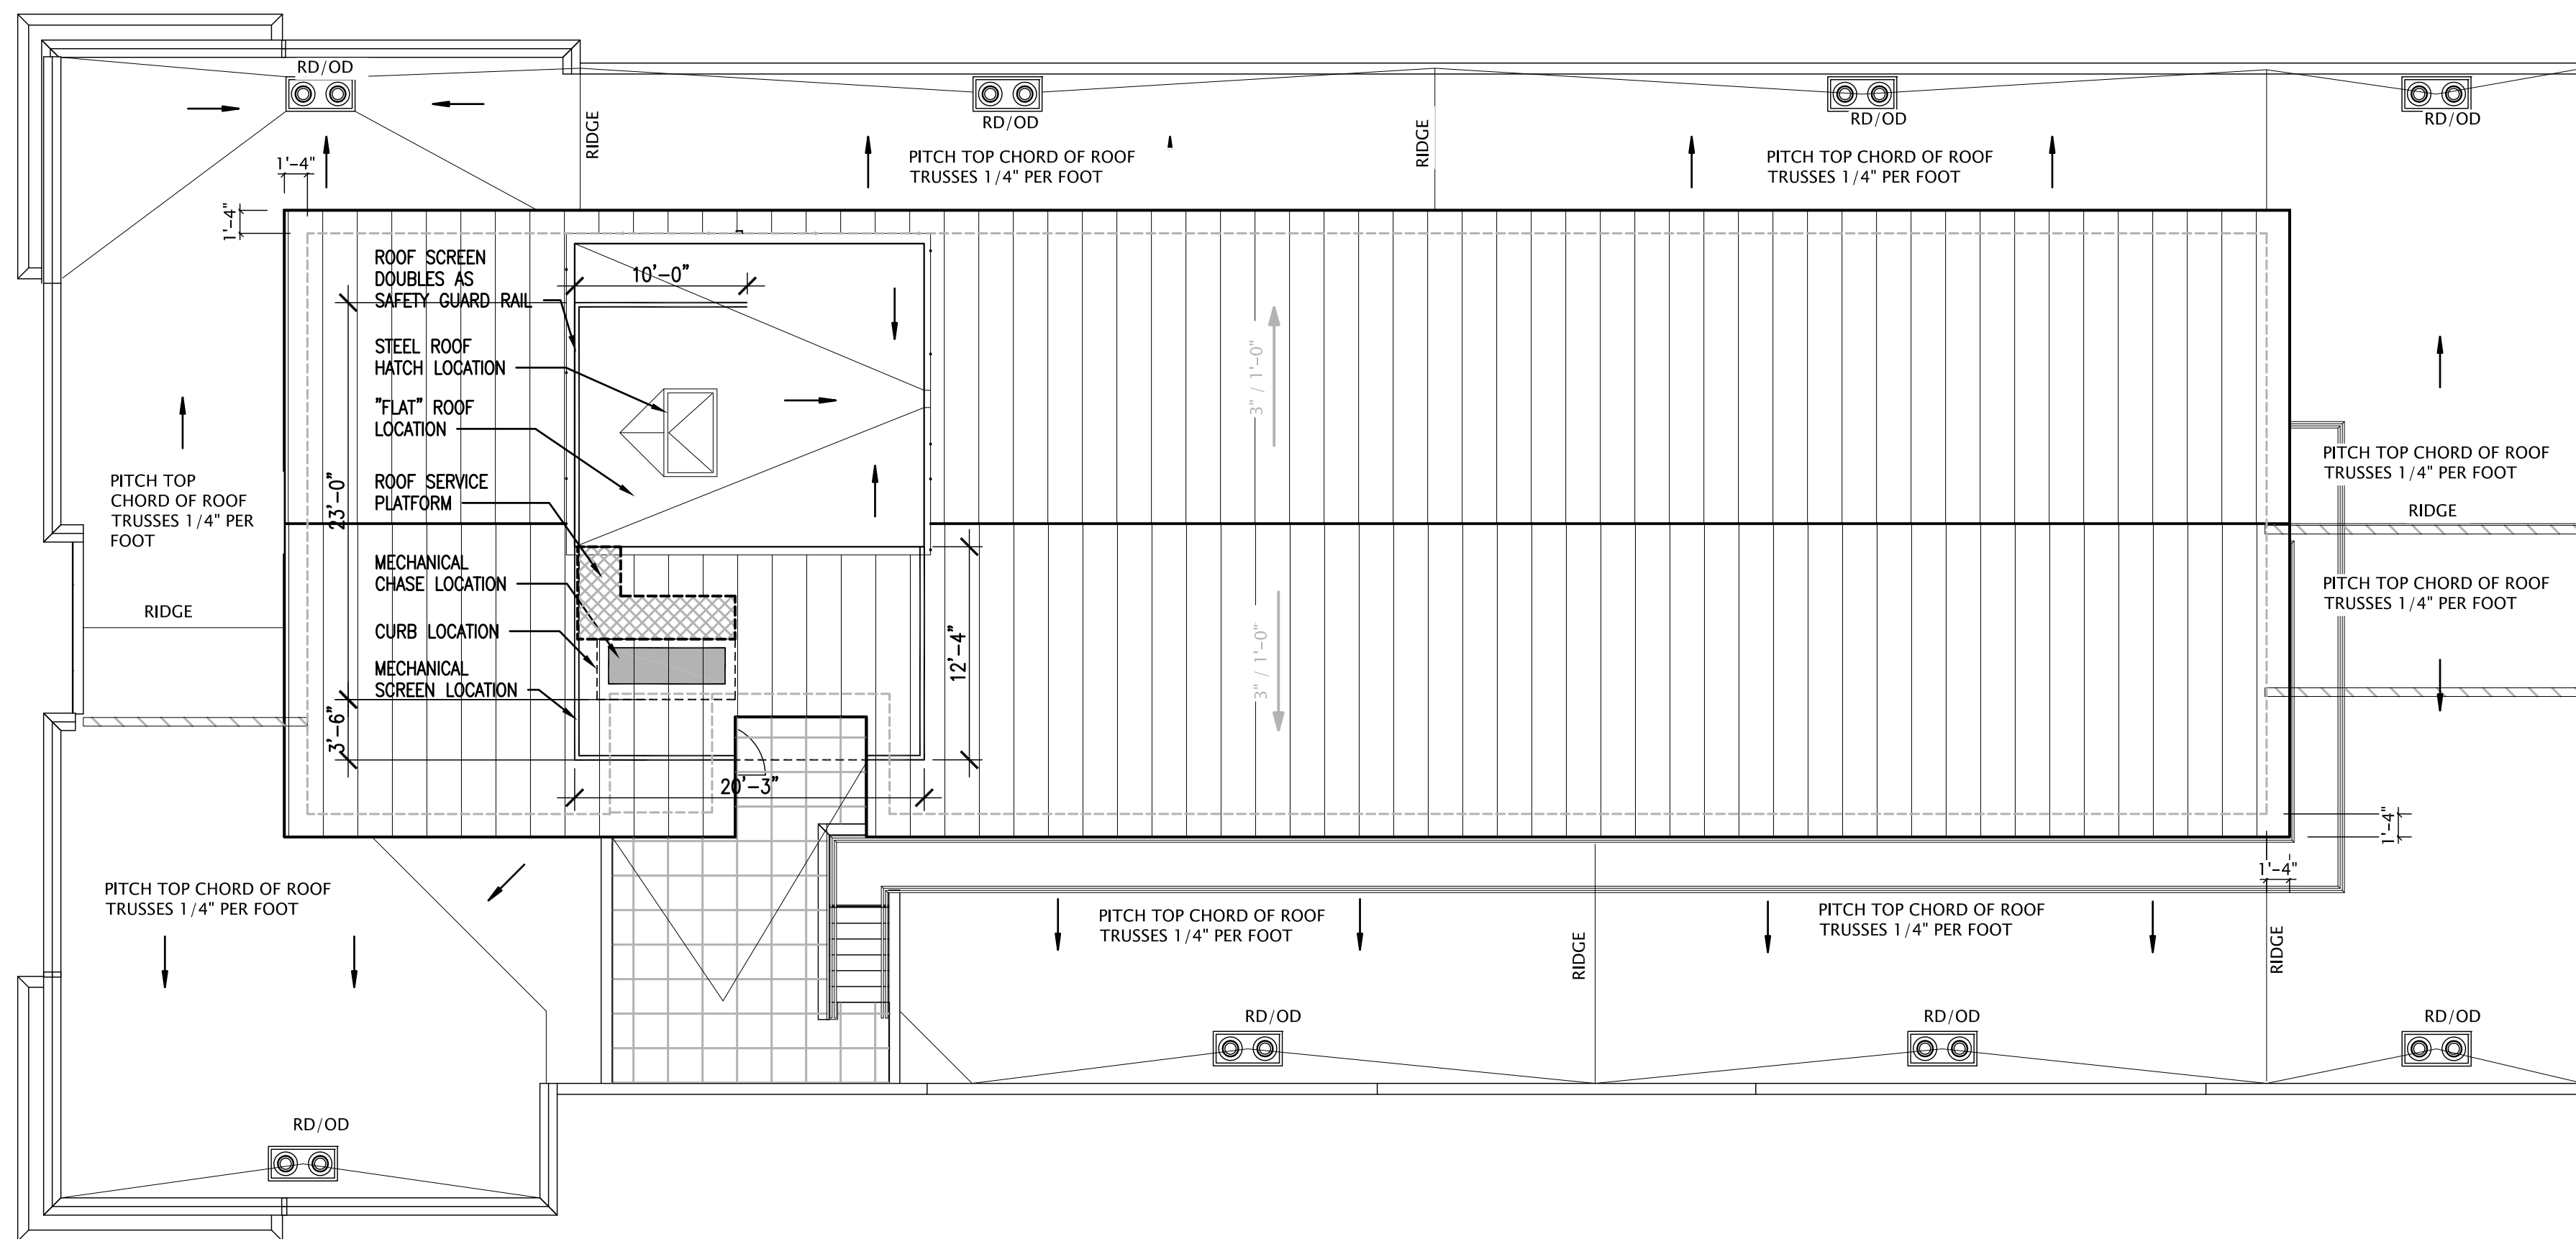 RD/OD
RD/OD
RD/OD
RD/OD
RIDGE
RIDGE
PITCH TOP CHORD OF ROOF
TRUSSES 1/4" PER FOOT
PITCH TOP CHORD OF ROOF
TRUSSES 1/4" PER FOOT
1'-4"
1'-4"
ROOF SCREEN
DOUBLES AS
SAFETY GUARD RAIL
10'-0"
STEEL ROOF
HATCH LOCATION
"FLAT" ROOF
LOCATION
ROOF SERVICE
PLATFORM
MECHANICAL
CHASE LOCATION
CURB LOCATION
MECHANICAL
SCREEN LOCATION
23'-0"
3'-6"
12'-4"
20'-3"
3" / 1'-0"
3" / 1'-0"
PITCH TOP
CHORD OF ROOF
TRUSSES 1/4" PER
FOOT
RIDGE
PITCH TOP CHORD OF ROOF
TRUSSES 1/4" PER FOOT
RIDGE
PITCH TOP CHORD OF ROOF
TRUSSES 1/4" PER FOOT
1'-4"
1'-4"
PITCH TOP CHORD OF ROOF
TRUSSES 1/4" PER FOOT
PITCH TOP CHORD OF ROOF
TRUSSES 1/4" PER FOOT
PITCH TOP CHORD OF ROOF
TRUSSES 1/4" PER FOOT
RIDGE
RIDGE
RD/OD
RD/OD
RD/OD
RD/OD